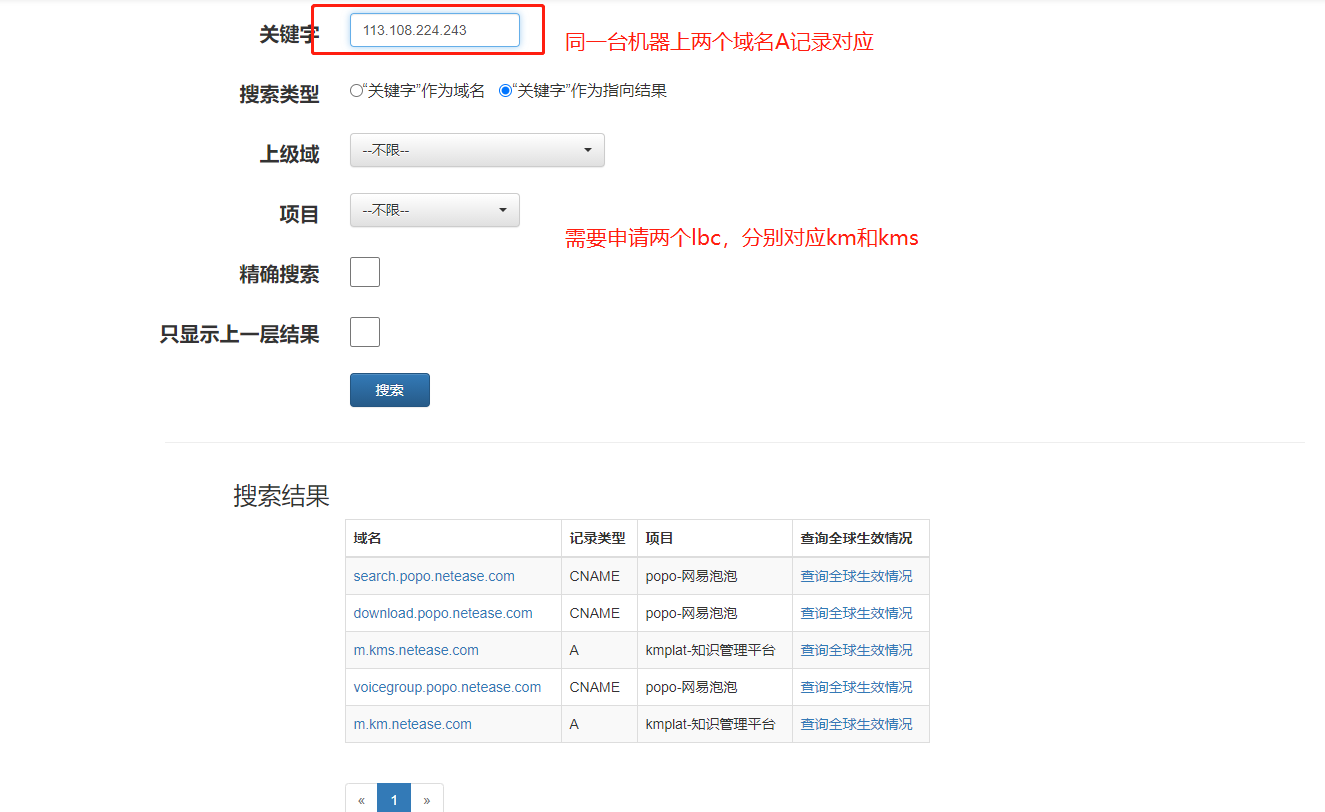 关键字 113.108.224.243
同一台机器上两个域名A记录对应
搜索类型 “关键字”作为域名 “关键字”作为指向结果
上级域 --不限--
项目 --不限--
需要申请两个lbc，分别对应km和kms
精确搜索
只显示上一层结果
搜索
搜索结果
域名 记录类型 项目 查询全球生效情况
search.popo.netease.com CNAME popo-网易泡泡 查询全球生效情况
download.popo.netease.com CNAME popo-网易泡泡 查询全球生效情况
m.kms.netease.com A kmplat-知识管理平台 查询全球生效情况
voicegroup.popo.netease.com CNAME popo-网易泡泡 查询全球生效情况
m.km.netease.com A kmplat-知识管理平台 查询全球生效情况
« 1 »